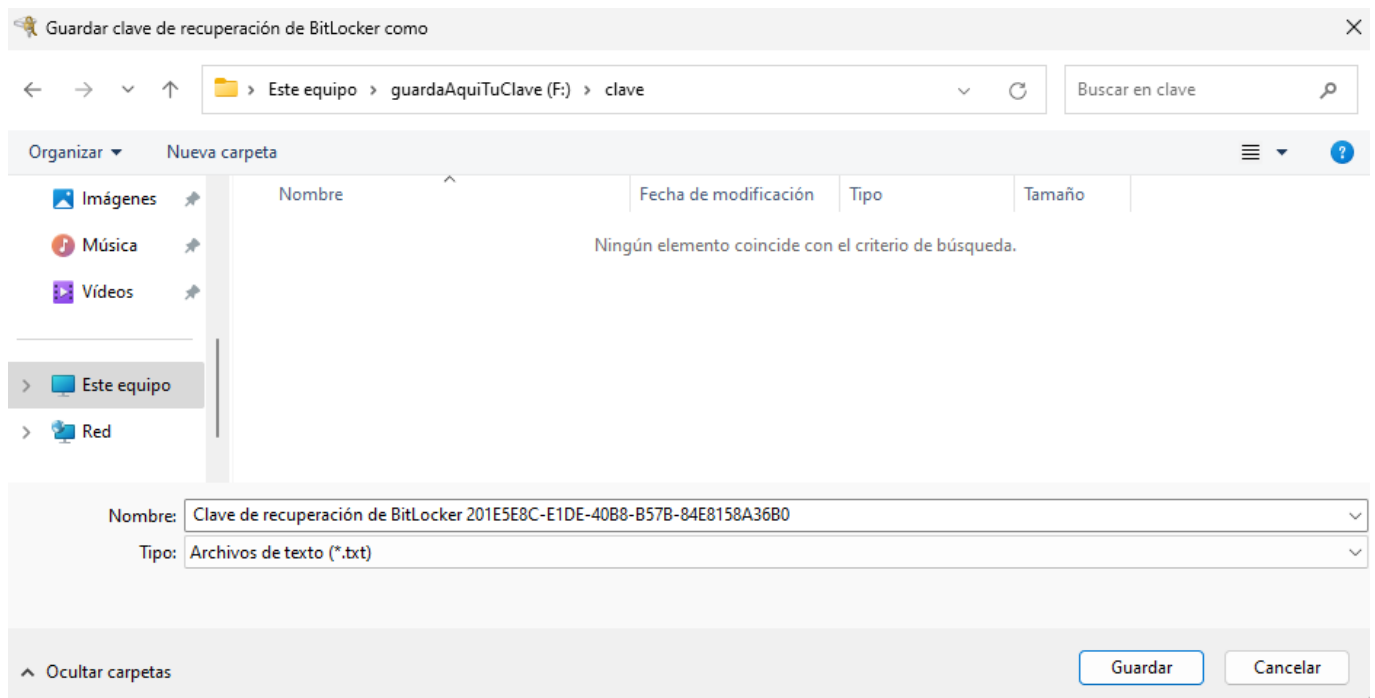 Guardar clave de recuperación de BitLocker como
Este equipo > guardaAquiTuClave (F:) > clave
Buscar en clave
Organizar
Nueva carpeta
Nombre
Fecha de modificación
Tipo
Tamaño
Imágenes
Música
Vídeos
Ningún elemento coincide con el criterio de búsqueda.
Este equipo
Red
Nombre: Clave de recuperación de BitLocker 201E5E8C-E1DE-40B8-B57B-84E8158A36B0
Tipo: Archivos de texto (*.txt)
Ocultar carpetas
Guardar
Cancelar